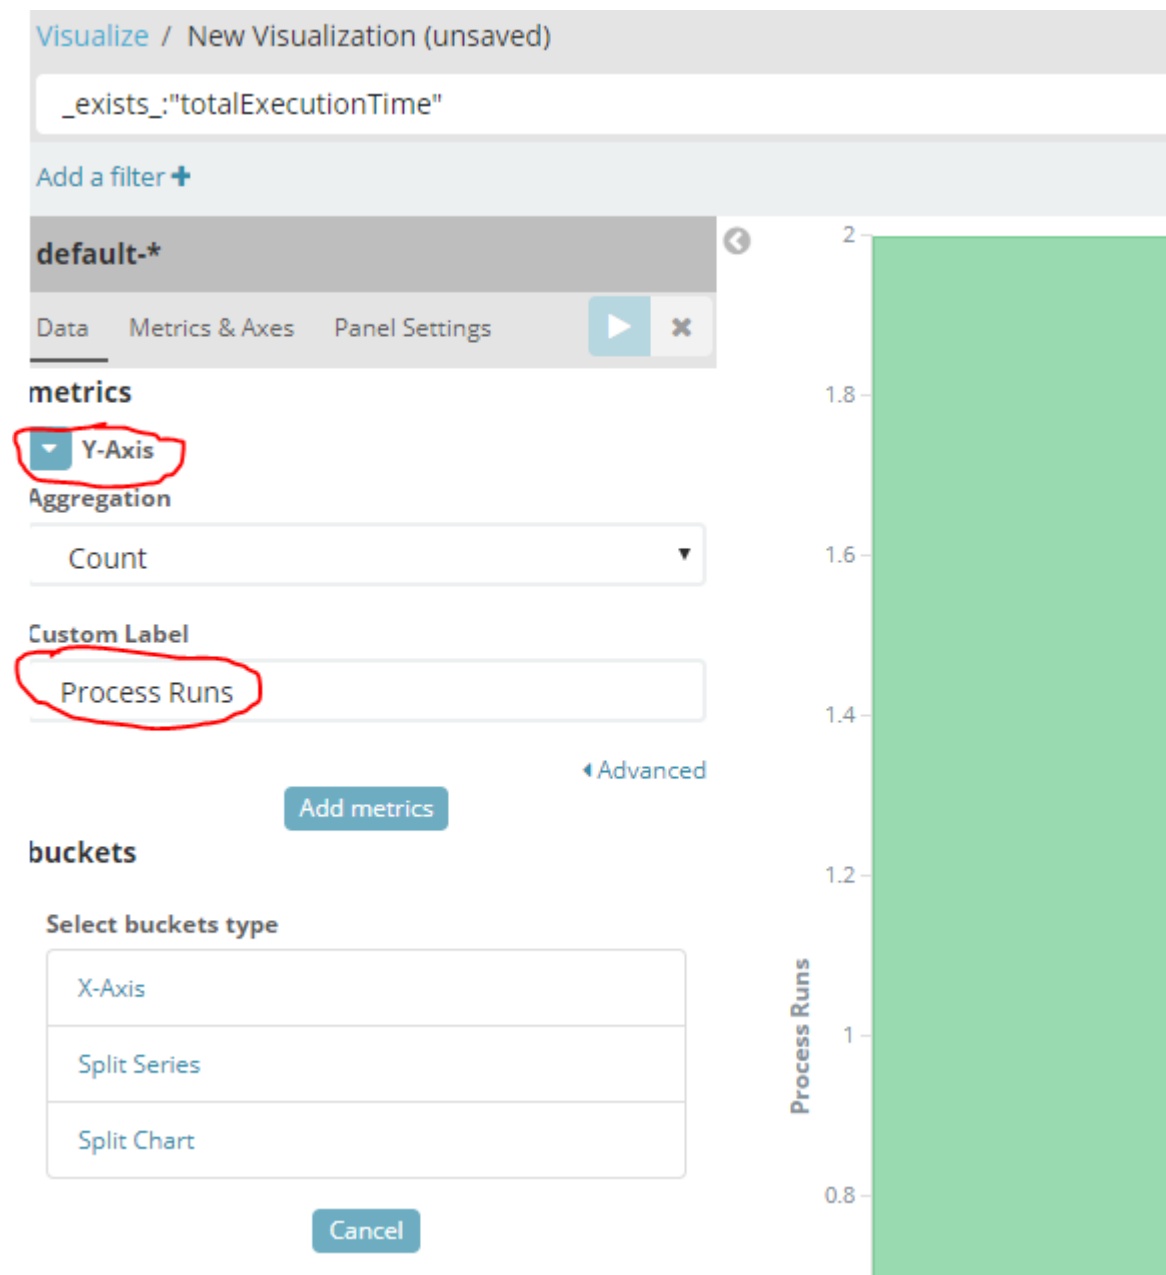 Visualize / New Visualization (unsaved)
_exists_:"totalExecutionTime"
Add a filter +
default-*
Data Metrics & Axes Panel Settings
metrics
Y-Axis
Aggregation
Count
Custom Label
Process Runs
Advanced
Add metrics
buckets
Select buckets type
X-Axis
Split Series
Split Chart
Cancel
2
1.8
1.6
1.4
1.2
1
0.8
Process Runs